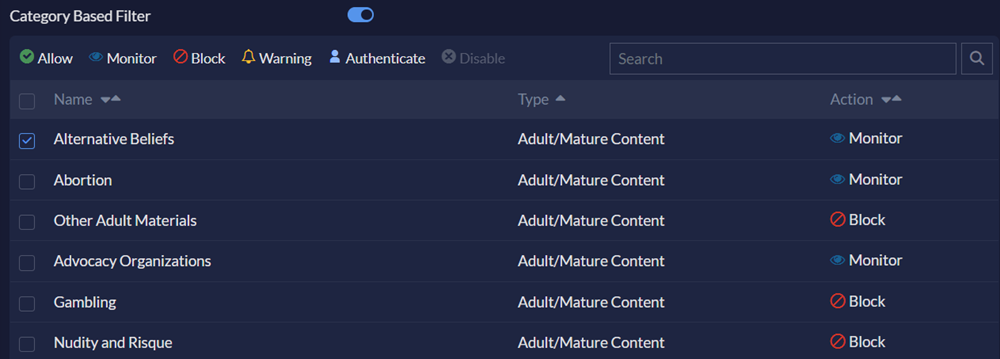 Category Based Filter
Allow Monitor Block Warning Authenticate Disable Search
Name Type Action
Alternative Beliefs Adult/Mature Content Monitor
Abortion Adult/Mature Content Monitor
Other Adult Materials Adult/Mature Content Block
Advocacy Organizations Adult/Mature Content Monitor
Gambling Adult/Mature Content Block
Nudity and Risque Adult/Mature Content Block